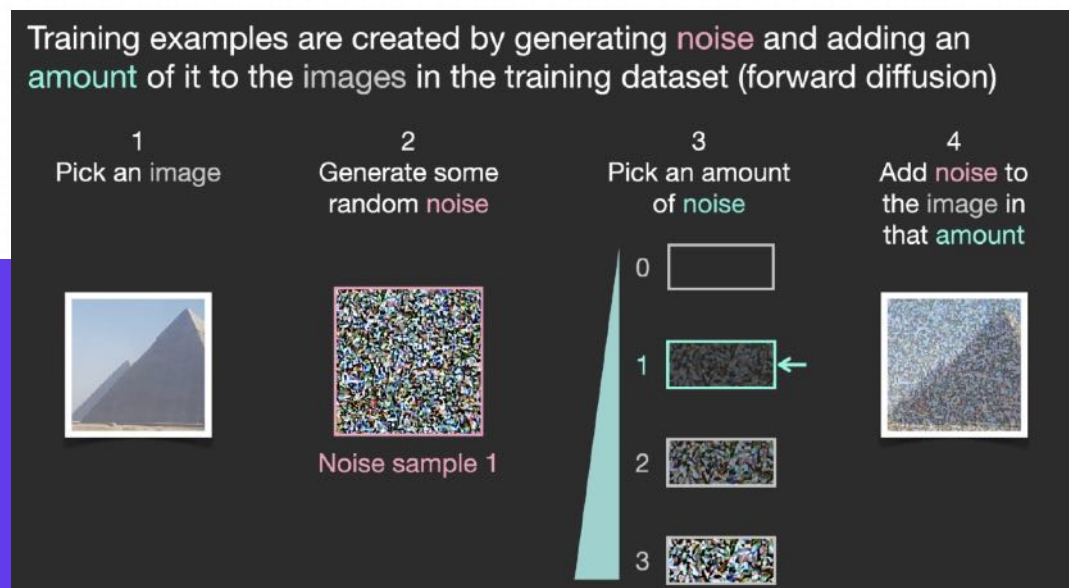 Training examples are created by generating noise and adding an
amount of it to the images in the training dataset (forward diffusion)
1
Pick an image
2
Generate some
random noise
Noise sample 1
3
Pick an amount
of noise
0
1
2
3
4
Add noise to
the image in
that amount